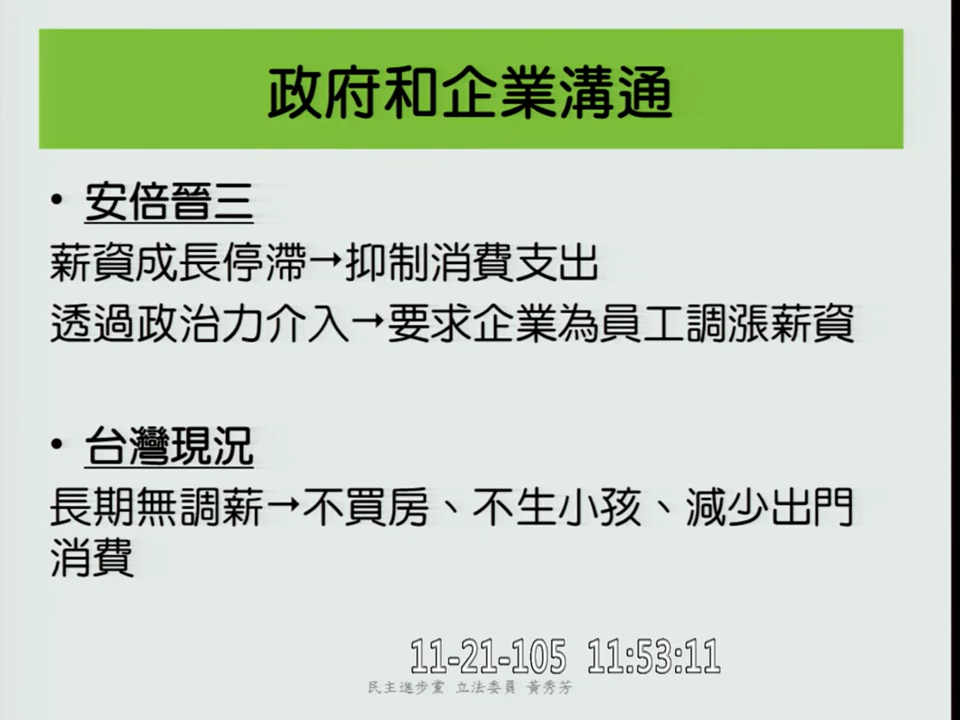 政府和企業溝通
• 安倍晉三
薪資成長停滯→抑制消費支出
透過政治力介入→要求企業為員工調漲薪資
• 台灣現況
長期無調薪→不買房、不生小孩、減少出門
消費
11-21-105 11:53:11
民主進步黨 立法委員 黃秀芳